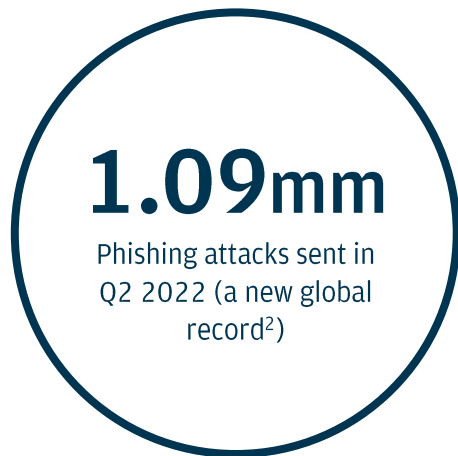 1.09mm
Phishing attacks sent in
Q2 2022 (a new global
record²)